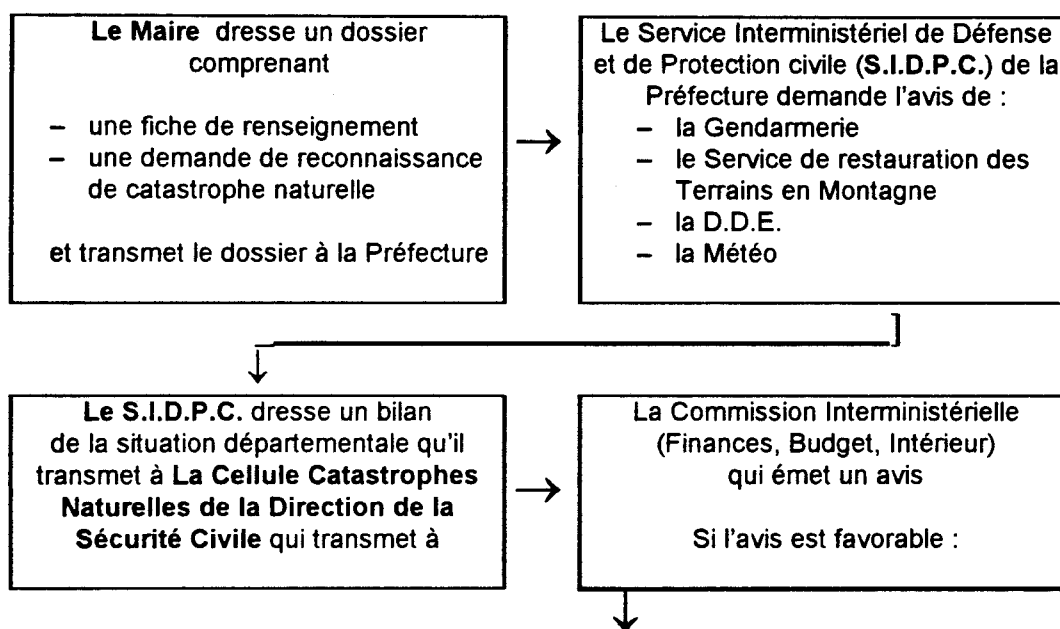 Le Maire dresse un dossier
comprenant
– une fiche de renseignement
– une demande de reconnaissance
de catastrophe naturelle
et transmet le dossier à la Préfecture
Le Service Interministériel de Défense
et de Protection civile (S.I.D.P.C.) de la
Préfecture demande l'avis de :
– la Gendarmerie
– le Service de restauration des
Terrains en Montagne
– la D.D.E.
– la Météo
Le S.I.D.P.C. dresse un bilan
de la situation départementale qu'il
transmet à La Cellule Catastrophes
Naturelles de la Direction de la
Sécurité Civile qui transmet à
La Commission Interministérielle
(Finances, Budget, Intérieur)
qui émet un avis
Si l'avis est favorable :